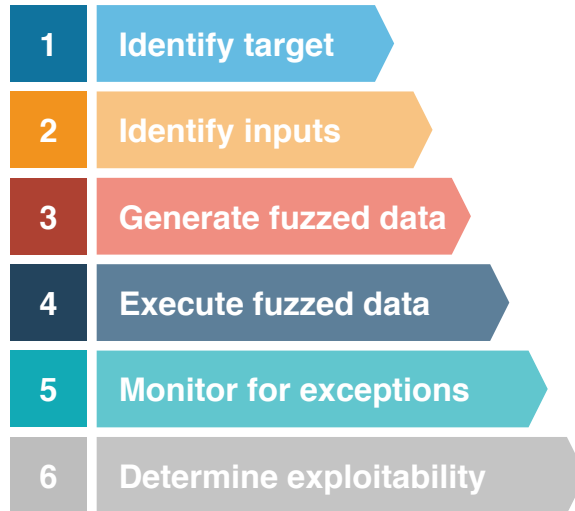 1 Identify target
2 Identify inputs
3 Generate fuzzed data
4 Execute fuzzed data
5 Monitor for exceptions
6 Determine exploitability